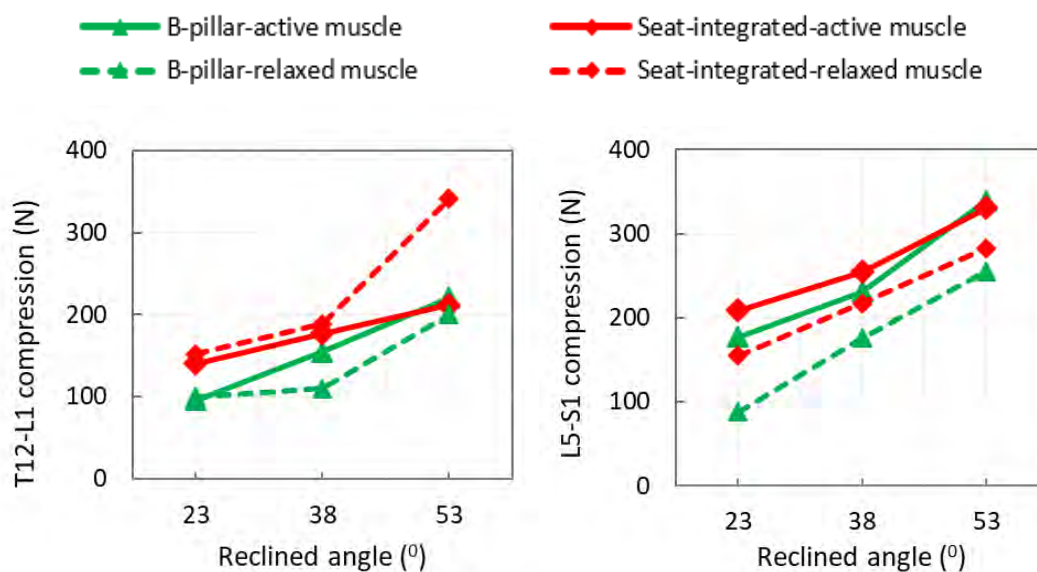 B-pillar-active muscle
Seat-integrated-active muscle
B-pillar-relaxed muscle
Seat-integrated-relaxed muscle
T12-L1 compression (N)
400
300
200
100
0
23 38 53
Reclined angle (⁰)
L5-S1 compression (N)
400
300
200
100
0
23 38 53
Reclined angle (⁰)